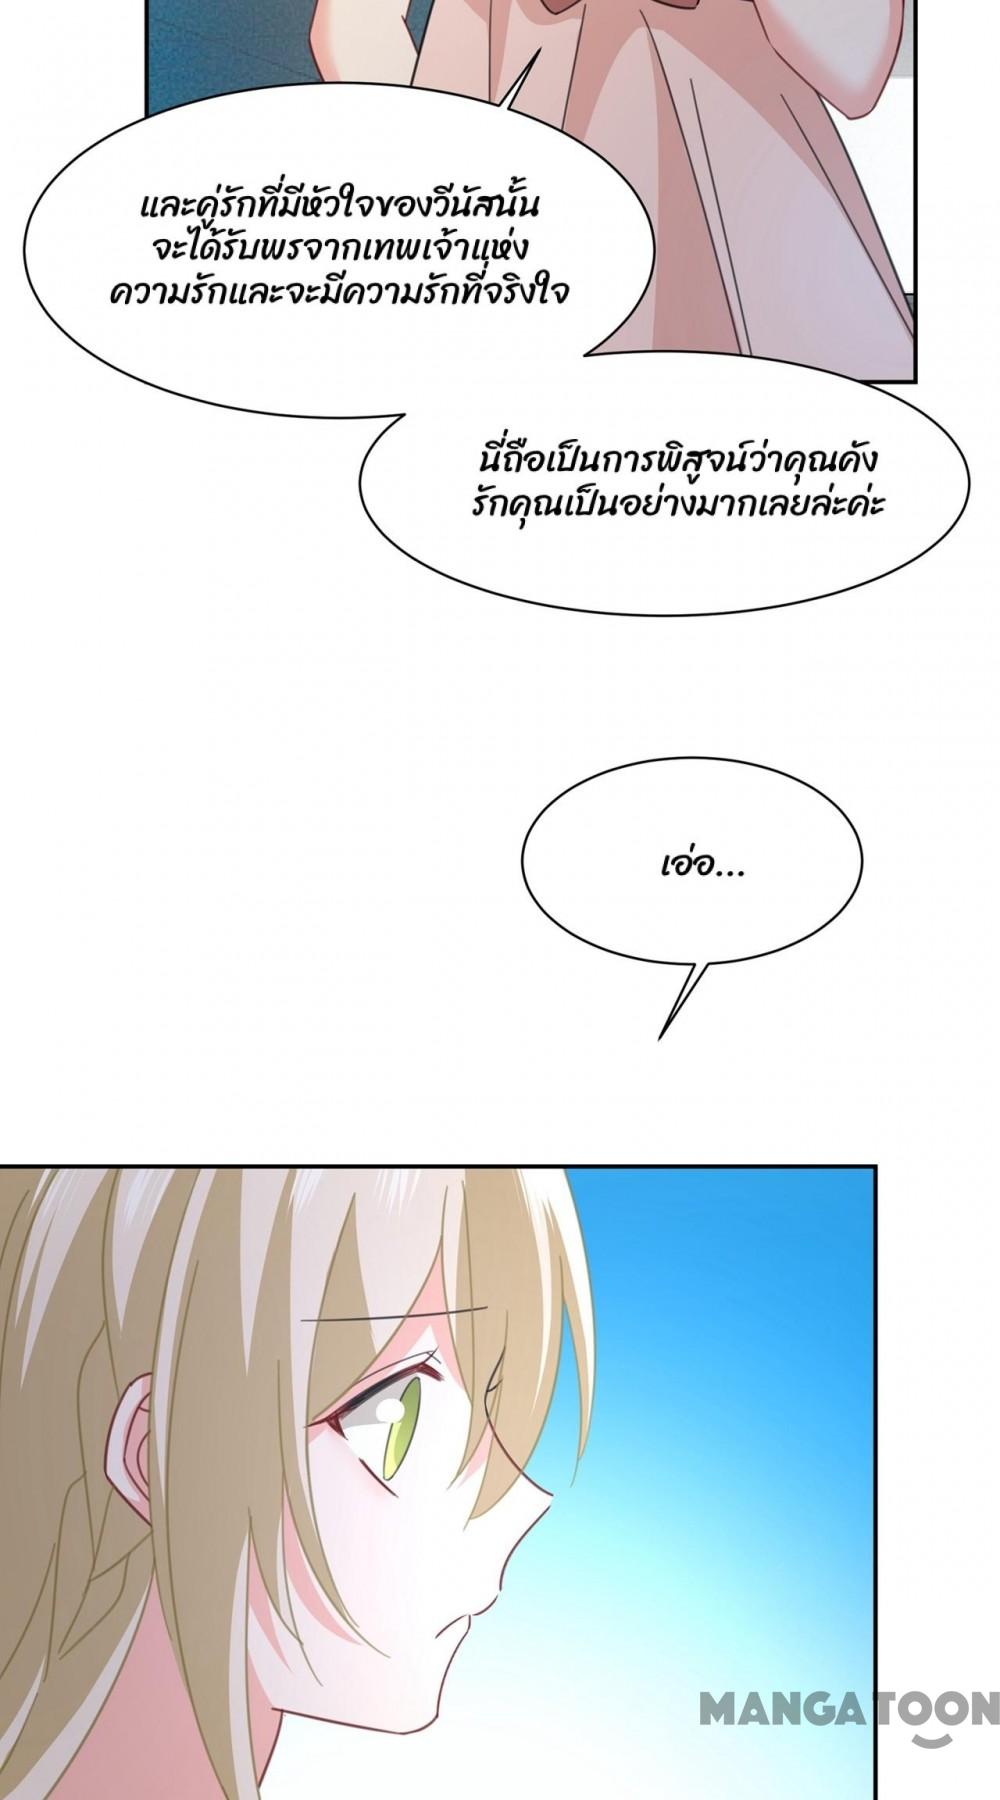 และคู่รักที่มีหัวใจของวีนัสนั้น
จะได้รับพรจากเทพเจ้าแห่ง
ความรักและจะมีความรักที่จริงใจ
นี่ถือเป็นการพิสูจน์ว่าคุณคัง
รักคุณเป็นอย่างมากเลยล่ะค่ะ
เอ่อ...
MANGATOON